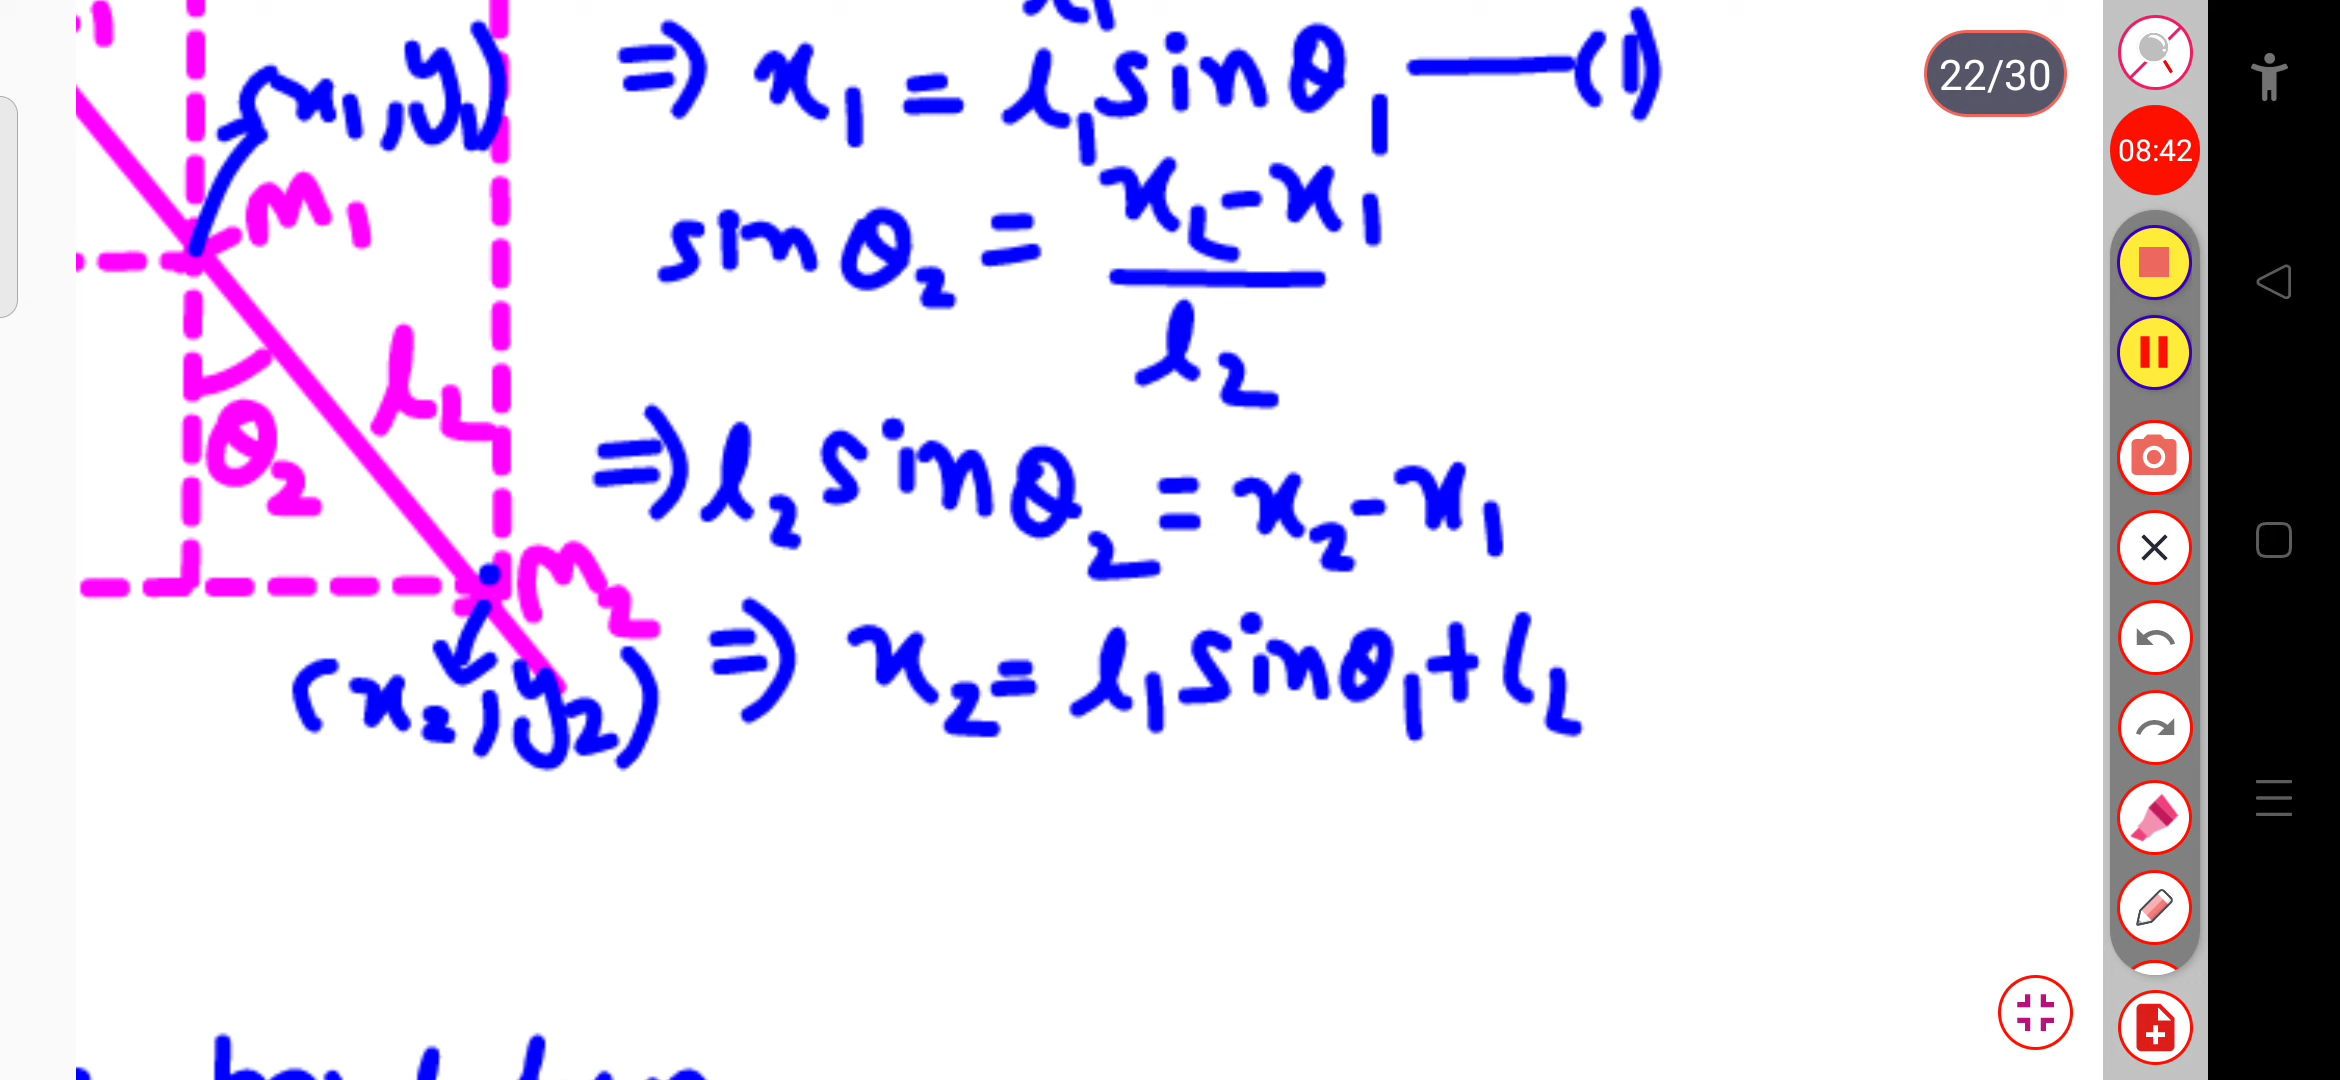 (x₁,y₁)
⇒ x₁ = l₁sinθ₁ —(1)
22/30
08:42
m₁
sinθ₂ = (x₂-x₁)/l₂
l₂
θ₂
⇒ l₂sinθ₂ = x₂-x₁
m₂
(x₂,y₂)
⇒ x₂ = l₁sinθ₁+l₂